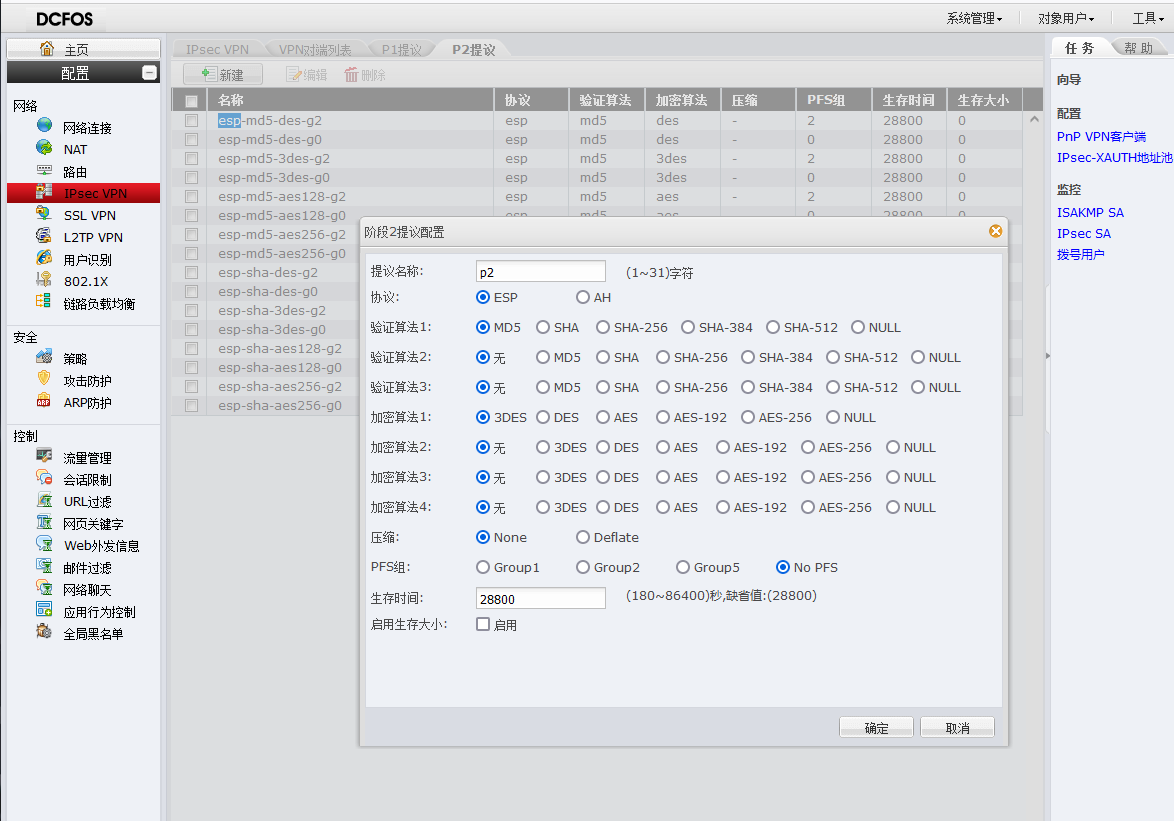 DCFOS
系统管理 对象用户 工具
主页
配置
网络
网络连接
NAT
路由
IPsec VPN
SSL VPN
L2TP VPN
用户识别
802.1X
链路负载均衡
安全
策略
攻击防护
ARP防护
控制
流量管理
会话限制
URL过滤
网页关键字
Web外发信息
邮件过滤
网络聊天
应用行为控制
全局黑名单
IPsec VPN VPN对端列表 P1提议 P2提议
新建 编辑 删除
名称 协议 验证算法 加密算法 压缩 PFS组 生存时间 生存大小
esp-md5-des-g2 esp md5 des - 2 28800 0
esp-md5-des-g0 esp md5 des - 0 28800 0
esp-md5-3des-g2 esp md5 3des - 2 28800 0
esp-md5-3des-g0 esp md5 3des - 0 28800 0
esp-md5-aes128-g2 esp md5 aes - 2 28800 0
esp-md5-aes128-g0 esp md5 aes - 0 28800 0
esp-md5-aes256-g2
esp-md5-aes256-g0
esp-sha-des-g2
esp-sha-des-g0
esp-sha-3des-g2
esp-sha-3des-g0
esp-sha-aes128-g2
esp-sha-aes128-g0
esp-sha-aes256-g2
esp-sha-aes256-g0
阶段2提议配置
提议名称: p2 (1~31)字符
协议: ESP AH
验证算法1: MD5 SHA SHA-256 SHA-384 SHA-512 NULL
验证算法2: 无 MD5 SHA SHA-256 SHA-384 SHA-512 NULL
验证算法3: 无 MD5 SHA SHA-256 SHA-384 SHA-512 NULL
加密算法1: 3DES DES AES AES-192 AES-256 NULL
加密算法2: 无 3DES DES AES AES-192 AES-256 NULL
加密算法3: 无 3DES DES AES AES-192 AES-256 NULL
加密算法4: 无 3DES DES AES AES-192 AES-256 NULL
压缩: None Deflate
PFS组: Group1 Group2 Group5 No PFS
生存时间: 28800 (180~86400)秒,缺省值:(28800)
启用生存大小: 启用
确定 取消
任务 帮助
向导
配置
PnP VPN客户端
IPsec-XAUTH地址池
监控
ISAKMP SA
IPsec SA
拨号用户
ARP